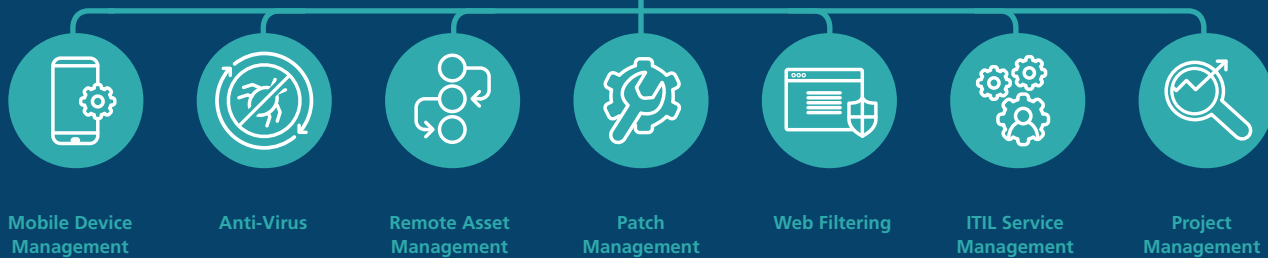 Mobile Device
Management
Anti-Virus
Remote Asset
Management
Patch
Management
Web Filtering
ITIL Service
Management
Project
Management